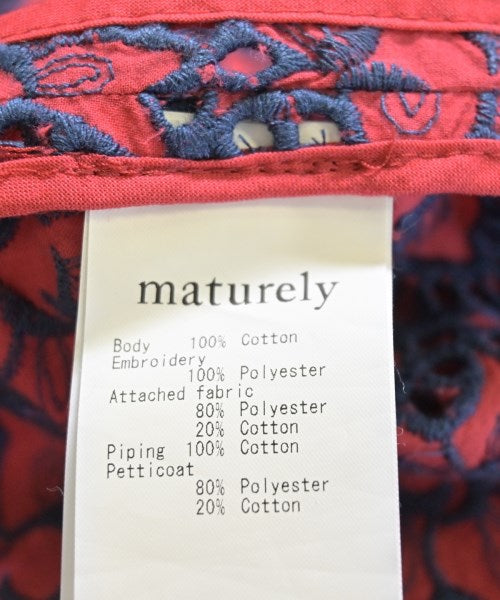 maturely
Body 100% Cotton
Embroidery
100% Polyester
Attached fabric
80% Polyester
20% Cotton
Piping 100% Cotton
Petticoat
80% Polyester
20% Cotton